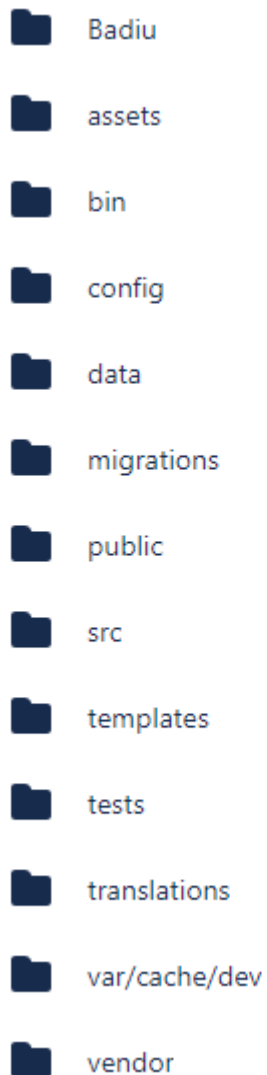 Badiu
assets
bin
config
data
migrations
public
src
templates
tests
translations
var/cache/dev
vendor